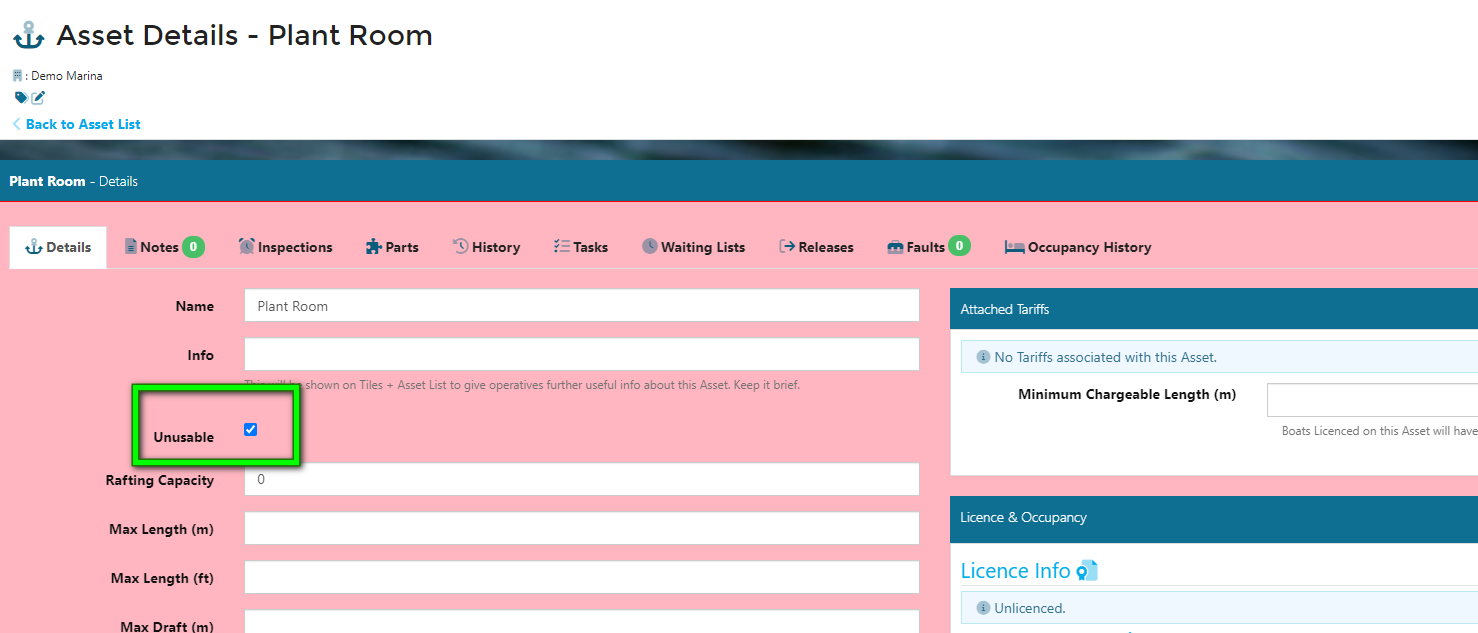 Asset Details - Plant Room
: Demo Marina
Back to Asset List
Plant Room - Details
Details
Notes 0
Inspections
Parts
History
Tasks
Waiting Lists
Releases
Faults 0
Occupancy History
Name
Plant Room
Info
This will be shown on Tiles + Asset List to give operatives further useful info about this Asset. Keep it brief.
Unusable
Rafting Capacity
0
Max Length (m)
Max Length (ft)
Max Draft (m)
Attached Tariffs
No Tariffs associated with this Asset.
Minimum Chargeable Length (m)
Boats Licenced on this Asset will have
Licence & Occupancy
Licence Info
Unlicenced.